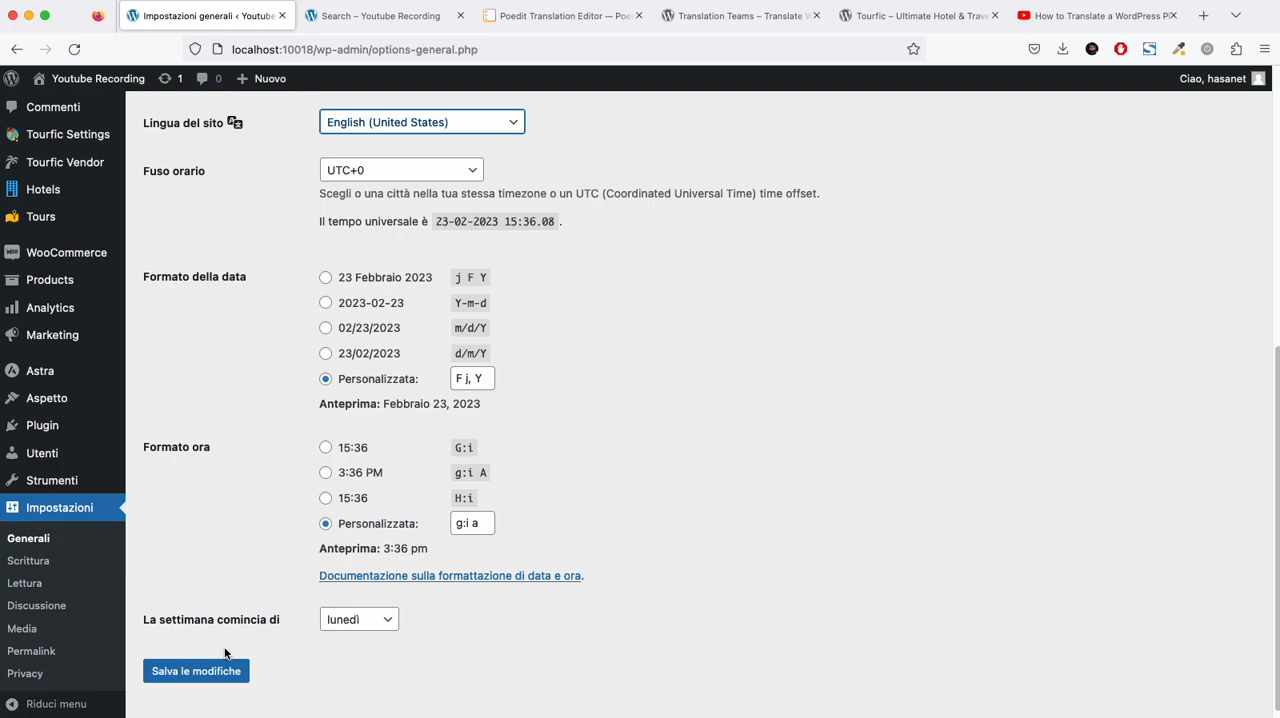 Impostazioni generali ‹ Youtube
Search – Youtube Recording
Poedit Translation Editor — Poe
Translation Teams – Translate W
Tourfic – Ultimate Hotel & Trave
How to Translate a WordPress Pl
localhost:10018/wp-admin/options-general.php
Youtube Recording
1
0
Nuovo
Ciao, hasanet
Commenti
Tourfic Settings
Tourfic Vendor
Hotels
Tours
WooCommerce
Products
Analytics
Marketing
Astra
Aspetto
Plugin
Utenti
Strumenti
Impostazioni
Generali
Scrittura
Lettura
Discussione
Media
Permalink
Privacy
Riduci menu
Lingua del sito
English (United States)
Fuso orario
UTC+0
Scegli o una città nella tua stessa timezone o un UTC (Coordinated Universal Time) time offset.
Il tempo universale è 23-02-2023 15:36.08 .
Formato della data
23 Febbraio 2023 j F Y
2023-02-23 Y-m-d
02/23/2023 m/d/Y
23/02/2023 d/m/Y
Personalizzata: F j, Y
Anteprima: Febbraio 23, 2023
Formato ora
15:36 G:i
3:36 PM g:i A
15:36 H:i
Personalizzata: g:i a
Anteprima: 3:36 pm
Documentazione sulla formattazione di data e ora.
La settimana comincia di
lunedì
Salva le modifiche